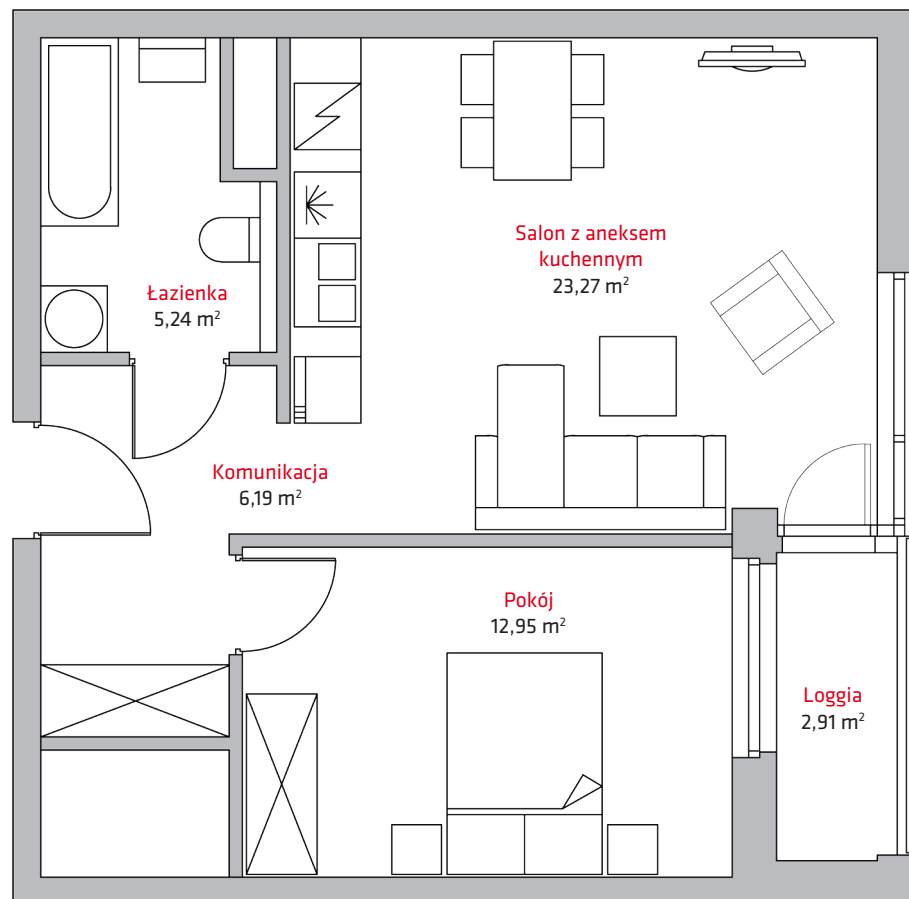 Salon z aneksem
kuchennym
23,27 m²
Łazienka
5,24 m²
Komunikacja
6,19 m²
Pokój
12,95 m²
Loggia
2,91 m²